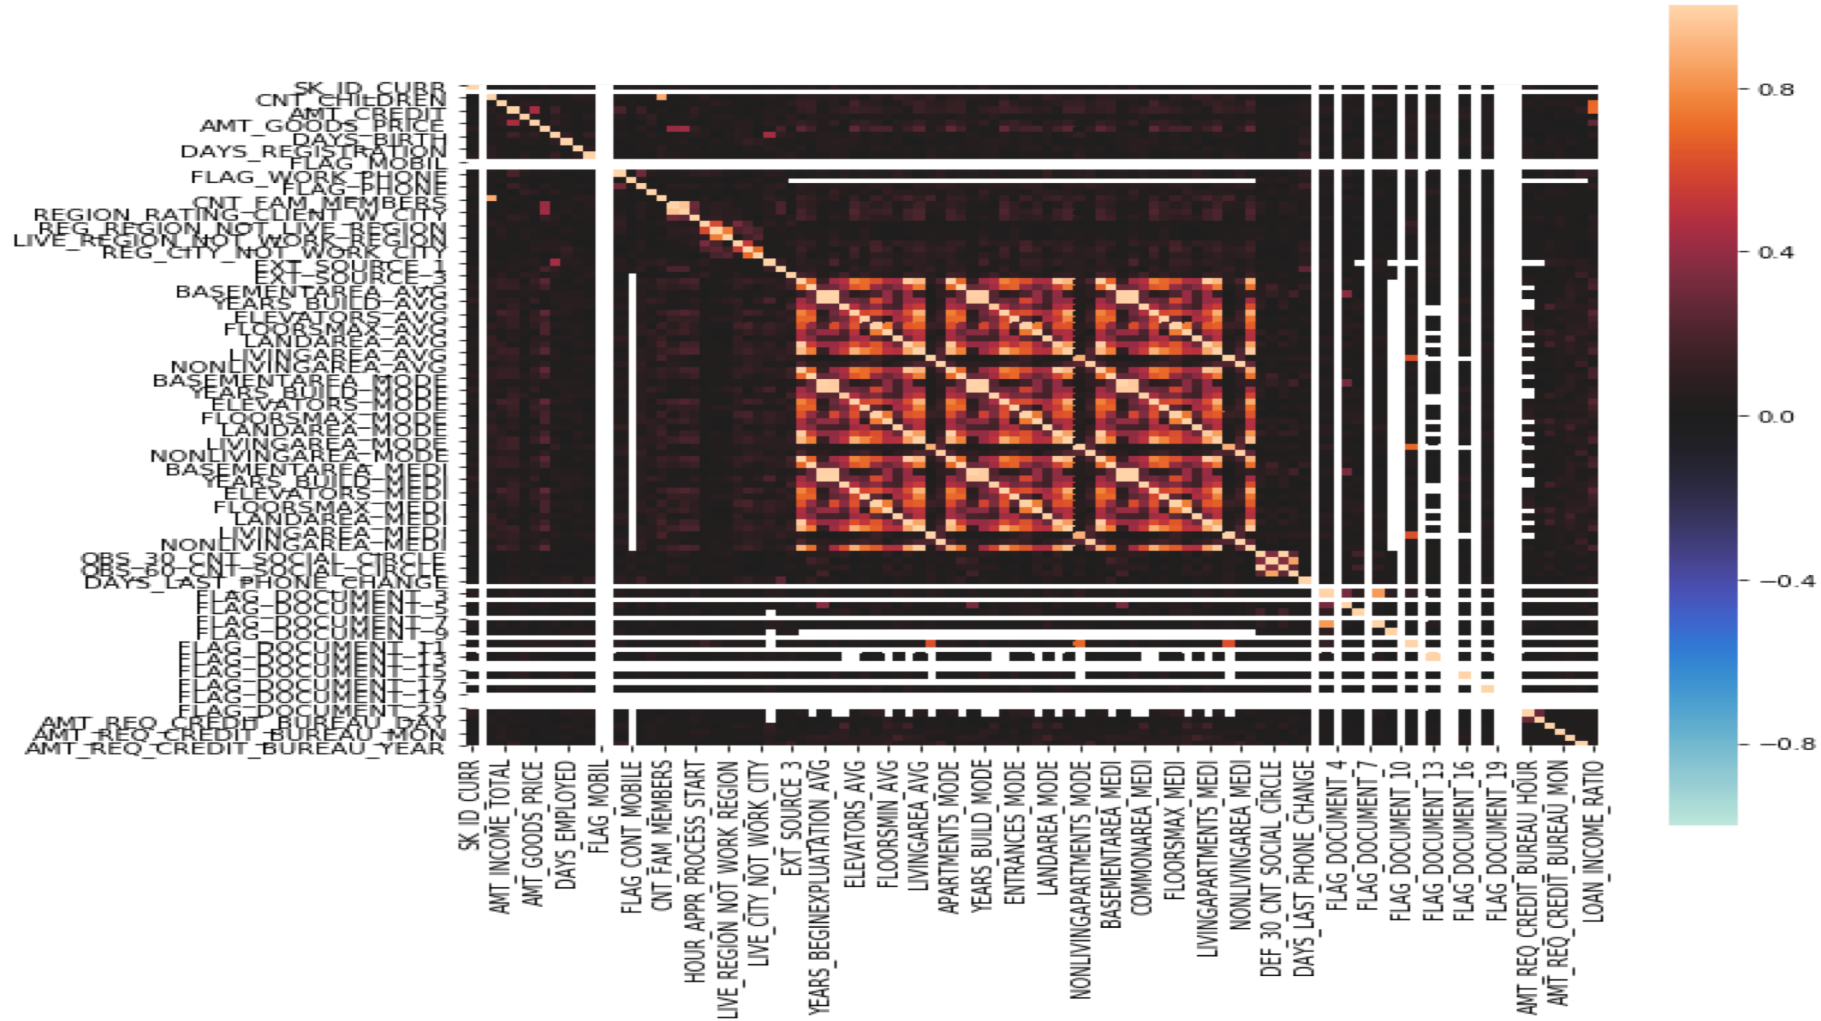 SK_ID_CURR
CNT_CHILDREN
AMT_CREDIT
AMT_GOODS_PRICE
DAYS_BIRTH
DAYS_REGISTRATION
FLAG_MOBIL
FLAG_WORK_PHONE
FLAG_PHONE
CNT_FAM_MEMBERS
REGION_RATING_CLIENT_W_CITY
REG_REGION_NOT_LIVE_REGION
LIVE_REGION_NOT_WORK_REGION
REG_CITY_NOT_WORK_CITY
EXT_SOURCE_1
EXT_SOURCE_3
BASEMENTAREA_AVG
YEARS_BUILD_AVG
ELEVATORS_AVG
FLOORSMAX_AVG
LANDAREA_AVG
LIVINGAREA_AVG
NONLIVINGAREA_AVG
BASEMENTAREA_MODE
YEARS_BUILD_MODE
ELEVATORS_MODE
FLOORSMAX_MODE
LANDAREA_MODE
LIVINGAREA_MODE
NONLIVINGAREA_MODE
BASEMENTAREA_MEDI
YEARS_BUILD_MEDI
ELEVATORS_MEDI
FLOORSMAX_MEDI
LANDAREA_MEDI
LIVINGAREA_MEDI
NONLIVINGAREA_MEDI
OBS_30_CNT_SOCIAL_CIRCLE
OBS_60_CNT_SOCIAL_CIRCLE
DAYS_LAST_PHONE_CHANGE
FLAG_DOCUMENT_3
FLAG_DOCUMENT_5
FLAG_DOCUMENT_7
FLAG_DOCUMENT_9
FLAG_DOCUMENT_11
FLAG_DOCUMENT_13
FLAG_DOCUMENT_15
FLAG_DOCUMENT_17
FLAG_DOCUMENT_19
FLAG_DOCUMENT_21
AMT_REQ_CREDIT_BUREAU_DAY
AMT_REQ_CREDIT_BUREAU_MON
AMT_REQ_CREDIT_BUREAU_YEAR
SK_ID_CURR
AMT_INCOME_TOTAL
AMT_GOODS_PRICE
DAYS_EMPLOYED
FLAG_MOBIL
FLAG_CONT_MOBILE
CNT_FAM_MEMBERS
HOUR_APPR_PROCESS_START
LIVE_REGION_NOT_WORK_REGION
LIVE_CITY_NOT_WORK_CITY
EXT_SOURCE_3
YEARS_BEGINEXPLUATATION_AVG
ELEVATORS_AVG
FLOORSMIN_AVG
LIVINGAREA_AVG
APARTMENTS_MODE
YEARS_BUILD_MODE
ENTRANCES_MODE
LANDAREA_MODE
NONLIVINGAPARTMENTS_MODE
BASEMENTAREA_MEDI
COMMONAREA_MEDI
FLOORSMAX_MEDI
LIVINGAPARTMENTS_MEDI
NONLIVINGAREA_MEDI
DEF_30_CNT_SOCIAL_CIRCLE
DAYS_LAST_PHONE_CHANGE
FLAG_DOCUMENT_4
FLAG_DOCUMENT_7
FLAG_DOCUMENT_10
FLAG_DOCUMENT_13
FLAG_DOCUMENT_16
FLAG_DOCUMENT_19
AMT_REQ_CREDIT_BUREAU_HOUR
AMT_REQ_CREDIT_BUREAU_MON
LOAN_INCOME_RATIO
0.8
0.4
0.0
−0.4
−0.8